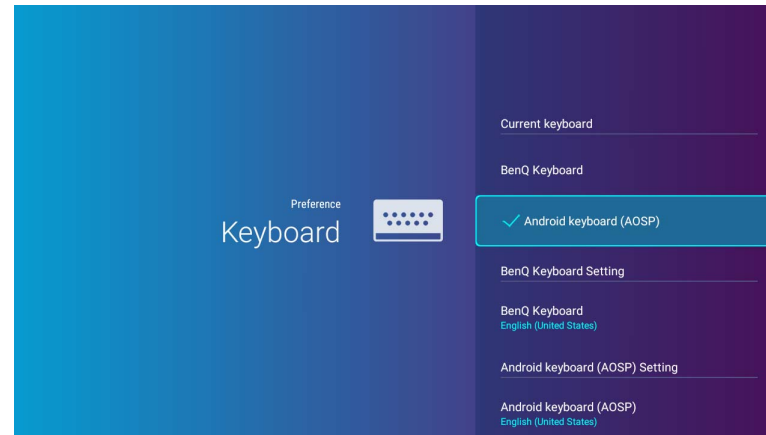 Preference
Keyboard
Current keyboard
BenQ Keyboard
Android keyboard (AOSP)
BenQ Keyboard Setting
BenQ Keyboard
English (United States)
Android keyboard (AOSP) Setting
Android keyboard (AOSP)
English (United States)